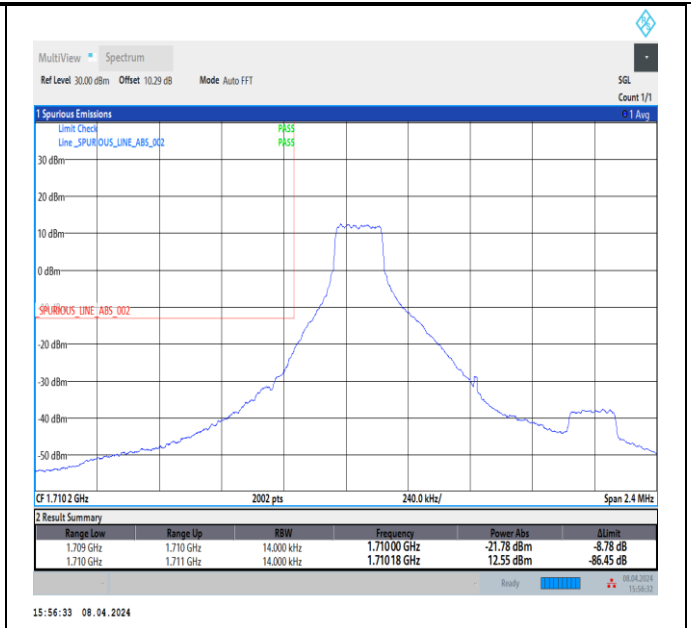 MultiView Spectrum
Ref Level 30.00 dBm Offset 10.29 dB Mode Auto FFT SGL
Count 1/1
1 Spurious Emissions 1 Avg
Limit Check PASS
Line _SPURIOUS_LINE_ABS_002 PASS
30 dBm
20 dBm
10 dBm
0 dBm
_SPURIOUS_LINE_ABS_002
-20 dBm
-30 dBm
-40 dBm
-50 dBm
CF 1.7102 GHz 2002 pts 240.0 kHz/ Span 2.4 MHz
2 Result Summary
Range Low Range Up RBW Frequency Power Abs ΔLimit
1.709 GHz 1.710 GHz 14.000 kHz 1.71000 GHz -21.78 dBm -8.78 dB
1.710 GHz 1.711 GHz 14.000 kHz 1.71018 GHz 12.55 dBm -86.45 dB
Ready 08.04.2024
15:56:32
15:56:33 08.04.2024